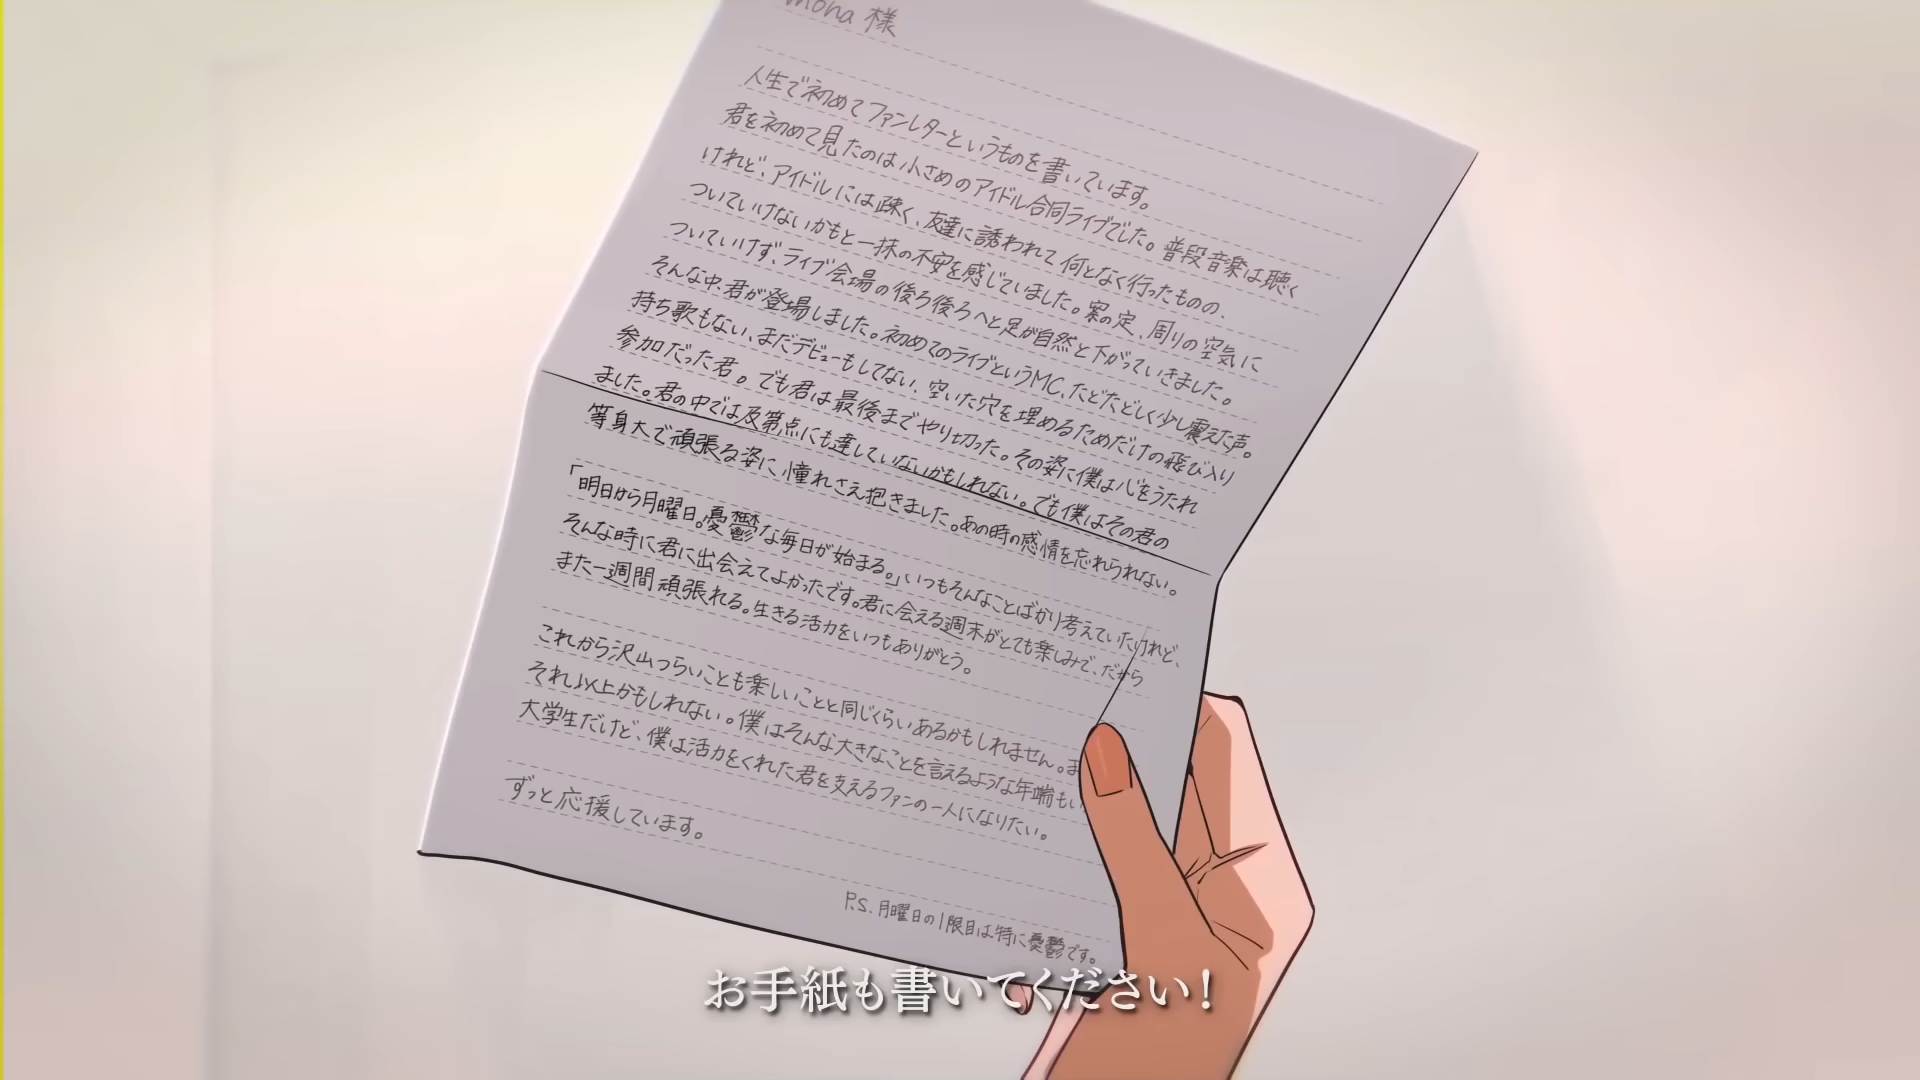 mona 様
人生で初めてファンレターというものを書いています。
君を初めて見たのは小さめのアイドル合同ライブでした。普段音楽は聴く
けれど、アイドルには疎く、友達に誘われて何となく行ったものの、
ついていけないかもと一抹の不安を感じていました。案の定、周りの空気に
ついていけず、ライブ会場の後ろ後ろへと足が自然と下がっていきました。
そんな中、君が登場しました。初めてのライブというMC、たどたどしく少し震えた声。
持ち歌もない、まだデビューもしてない、空いた穴を埋めるためだけの飛び入り
参加だった君。でも君は最後までやり切った。その姿に僕は心をうたれ
ました。君の中では及第点にも達していないかもしれない。でも僕はその君の
等身大で頑張る姿に、憧れさえ抱きました。あの時の感情を忘れられない。
「明日から月曜日。憂鬱な毎日が始まる。」いつもそんなことばかり考えていたけれど、
そんな時に君に出会えてよかったです。君に会える週末がとても楽しみで、だから
また一週間頑張れる。生きる活力をいつもありがとう。
これから沢山つらいことも楽しいことと同じくらいあるかもしれません。ま
それ以上かもしれない。僕はそんな大きなことを言えるような年端もい
大学生だけど、僕は活力をくれた君を支えるファンの一人になりたい。
ずっと応援しています。
P.S. 月曜日の1限目は特に憂鬱です。
お手紙も書いてください!